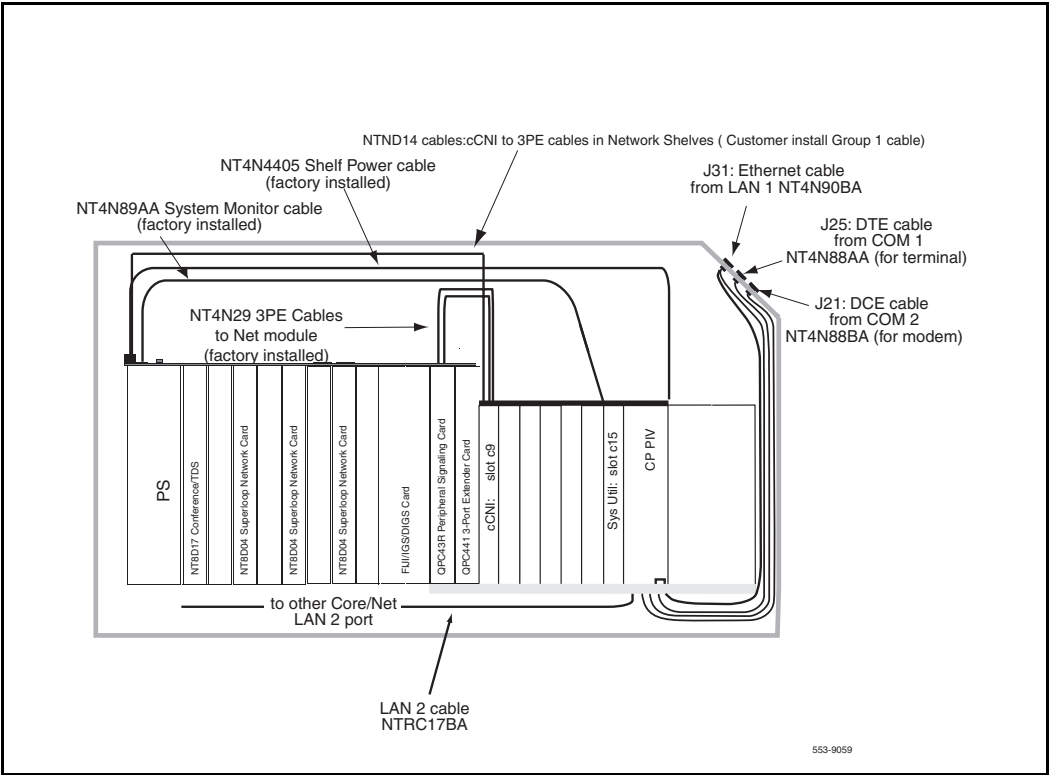 NTND14 cables:cCNI to 3PE cables in Network Shelves ( Customer install Group 1 cable)
NT4N4405 Shelf Power cable
(factory installed)
NT4N89AA System Monitor cable
(factory installed)
J31: Ethernet cable
from LAN 1 NT4N90BA
J25: DTE cable
from COM 1
NT4N88AA (for terminal)
J21: DCE cable
from COM 2
NT4N88BA (for modem)
NT4N29 3PE Cables
to Net module
(factory installed)
PS
NT8D17 Conference/TDS
NT8D04 Superloop Network Card
NT8D04 Superloop Network Card
NT8D04 Superloop Network Card
FIJI/IGS/DIGS Card
QPC43R Peripheral Signaling Card
QPC441 3-Port Extender Card
cCNI: slot c9
Sys Util: slot c15
CP PIV
to other Core/Net
LAN 2 port
LAN 2 cable
NTRC17BA
553-9059